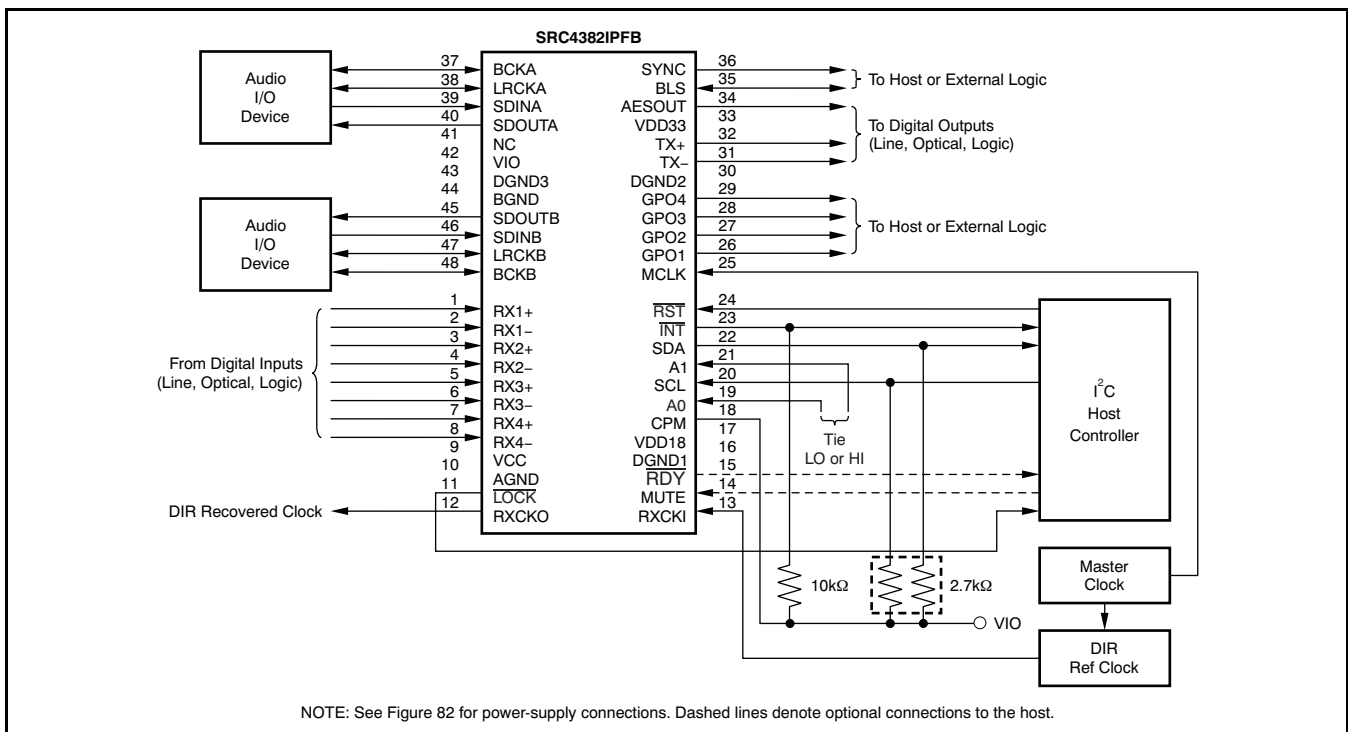 SRC4382IPFB
Audio
I/O
Device
37
38
39
40
41
42
43
44
Audio
I/O
Device
45
46
47
48
From Digital Inputs
(Line, Optical, Logic)
1
2
3
4
5
6
7
8
9
10
11
12
DIR Recovered Clock
BCKA
LRCKA
SDINA
SDOUTA
NC
VIO
DGND3
BGND
SDOUTB
SDINB
LRCKB
BCKB
RX1+
RX1−
RX2+
RX2−
RX3+
RX3−
RX4+
RX4−
VCC
AGND
LOCK
RXCKO
SYNC
BLS
AESOUT
VDD33
TX+
TX−
DGND2
GPO4
GPO3
GPO2
GPO1
MCLK
RST
INT
SDA
A1
SCL
A0
CPM
VDD18
DGND1
RDY
MUTE
RXCKI
36
35
34
33
32
31
30
29
28
27
26
25
24
23
22
21
20
19
18
17
16
15
14
13
To Host or External Logic
To Digital Outputs
(Line, Optical, Logic)
To Host or External Logic
Tie
LO or HI
I²C
Host
Controller
10kΩ
2.7kΩ
VIO
Master
Clock
DIR
Ref Clock
NOTE: See Figure 82 for power-supply connections. Dashed lines denote optional connections to the host.